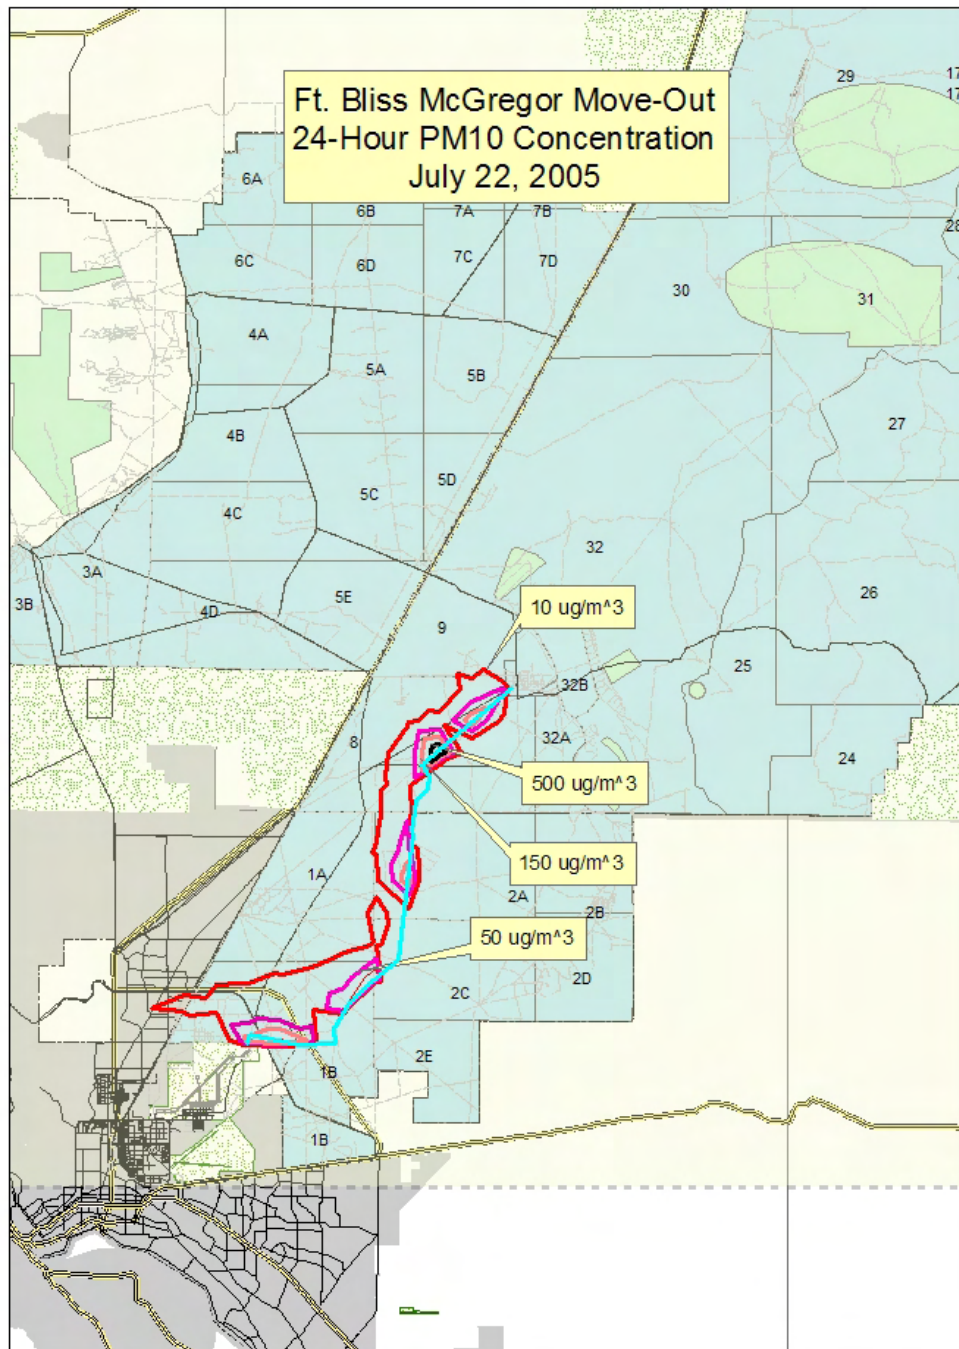 Ft. Bliss McGregor Move-Out
24-Hour PM10 Concentration
July 22, 2005
29
17
17
6A
6B
7A
7B
28
6C
6D
7C
7D
30
31
4A
5A
5B
4B
27
5D
5C
4C
32
3A
5E
26
3B
4D
10 ug/m^3
9
25
32B
8
32A
24
500 ug/m^3
150 ug/m^3
1A
2A
2B
50 ug/m^3
2C
2D
2E
1B
1B